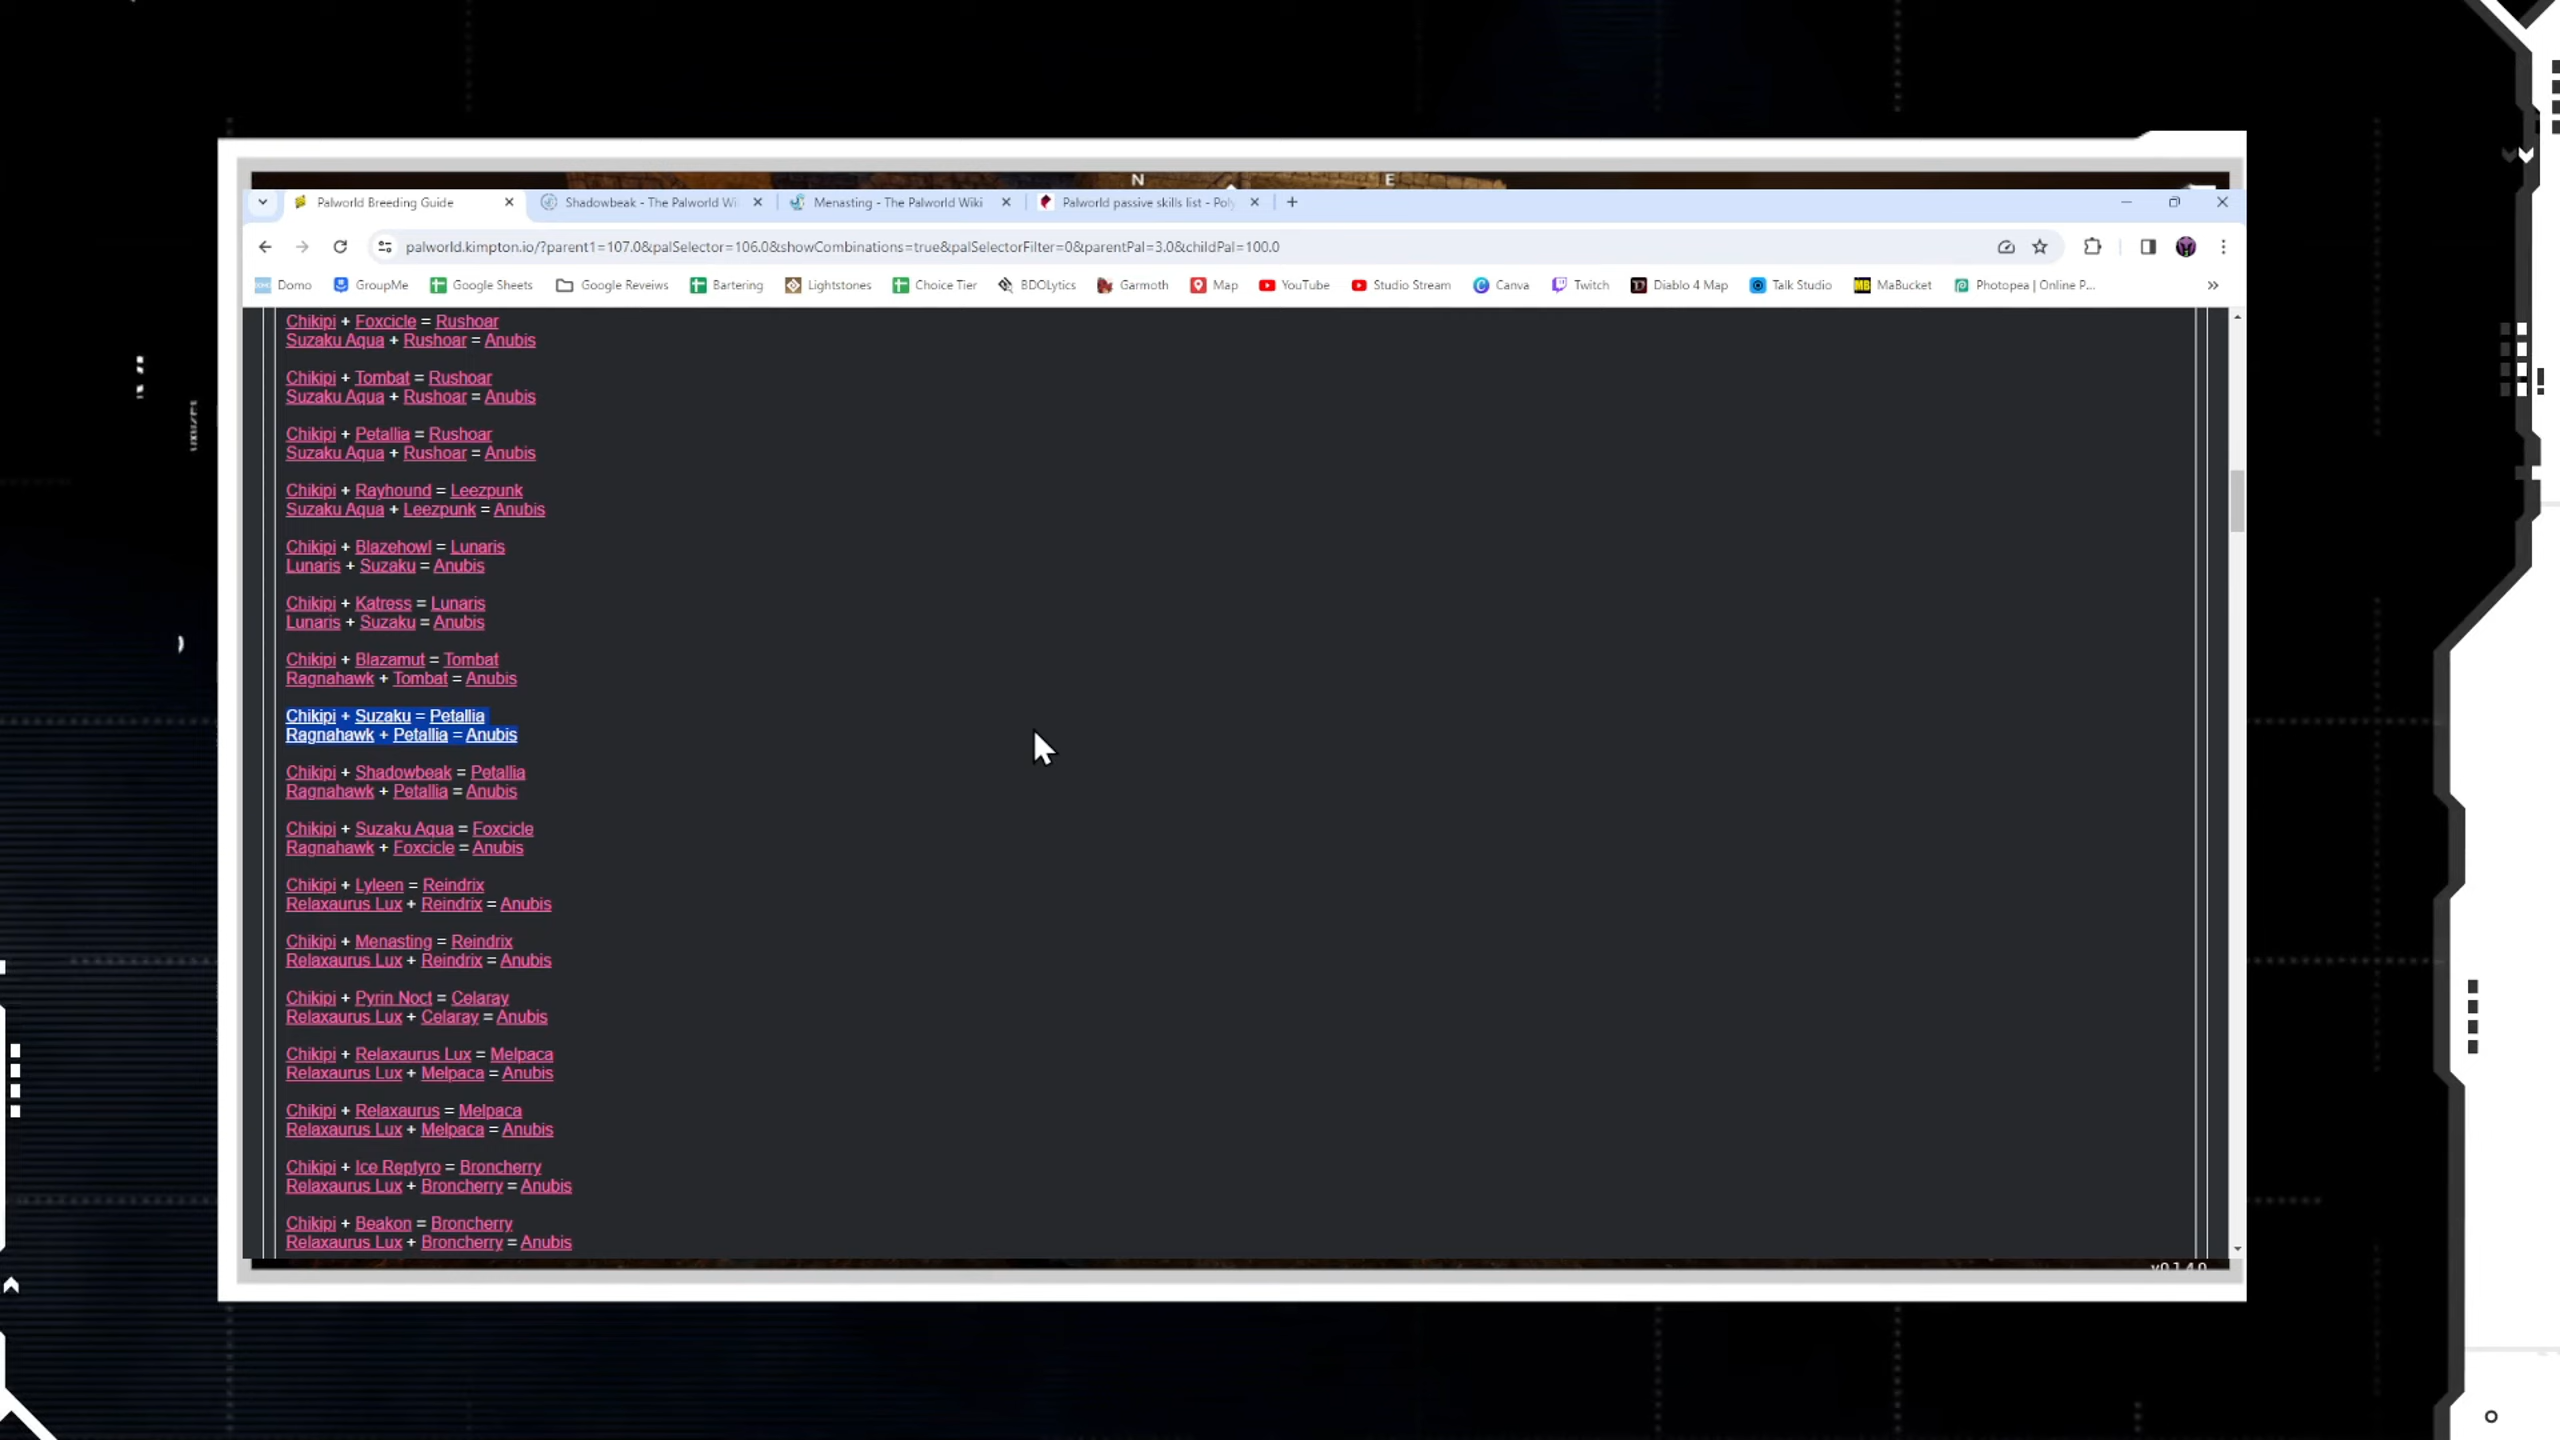 N E
Palworld Breeding Guide
Shadowbeak - The Palworld Wi
Menasting - The Palworld Wiki
Palworld passive skills list - Poly
palworld.kimpton.io/?parent1=107.0&palSelector=106.0&showCombinations=true&palSelectorFilter=0&parentPal=3.0&childPal=100.0
Domo GroupMe Google Sheets Google Reveiws Bartering Lightstones Choice Tier BDOLytics Garmoth Map YouTube Studio Stream Canva Twitch Diablo 4 Map Talk Studio MaBucket Photopea | Online P...
Chikipi + Foxcicle = Rushoar
Suzaku Aqua + Rushoar = Anubis
Chikipi + Tombat = Rushoar
Suzaku Aqua + Rushoar = Anubis
Chikipi + Petallia = Rushoar
Suzaku Aqua + Rushoar = Anubis
Chikipi + Rayhound = Leezpunk
Suzaku Aqua + Leezpunk = Anubis
Chikipi + Blazehowl = Lunaris
Lunaris + Suzaku = Anubis
Chikipi + Katress = Lunaris
Lunaris + Suzaku = Anubis
Chikipi + Blazamut = Tombat
Ragnahawk + Tombat = Anubis
Chikipi + Suzaku = Petallia
Ragnahawk + Petallia = Anubis
Chikipi + Shadowbeak = Petallia
Ragnahawk + Petallia = Anubis
Chikipi + Suzaku Aqua = Foxcicle
Ragnahawk + Foxcicle = Anubis
Chikipi + Lyleen = Reindrix
Relaxaurus Lux + Reindrix = Anubis
Chikipi + Menasting = Reindrix
Relaxaurus Lux + Reindrix = Anubis
Chikipi + Pyrin Noct = Celaray
Relaxaurus Lux + Celaray = Anubis
Chikipi + Relaxaurus Lux = Melpaca
Relaxaurus Lux + Melpaca = Anubis
Chikipi + Relaxaurus = Melpaca
Relaxaurus Lux + Melpaca = Anubis
Chikipi + Ice Reptyro = Broncherry
Relaxaurus Lux + Broncherry = Anubis
Chikipi + Beakon = Broncherry
Relaxaurus Lux + Broncherry = Anubis